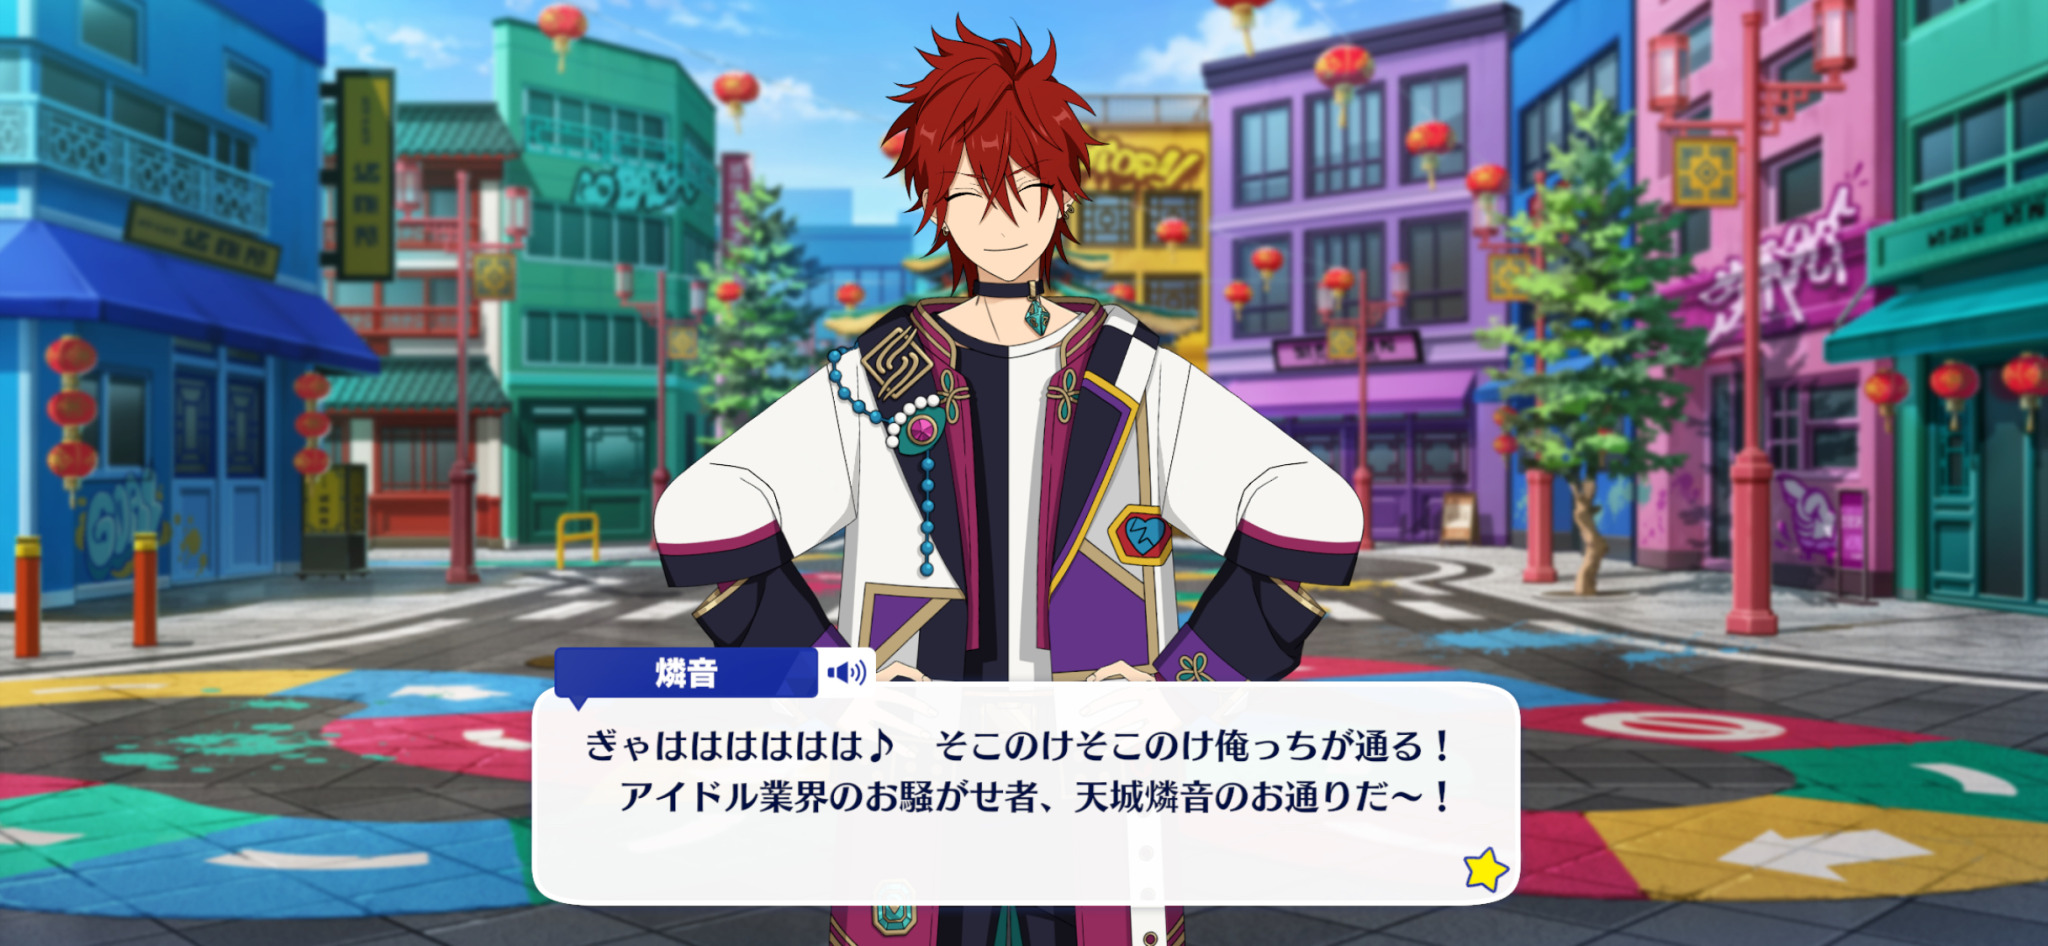 燐音
ぎゃはははははは♪　そこのけそこのけ俺っちが通る！
アイドル業界のお騒がせ者、天城燐音のお通りだ～！